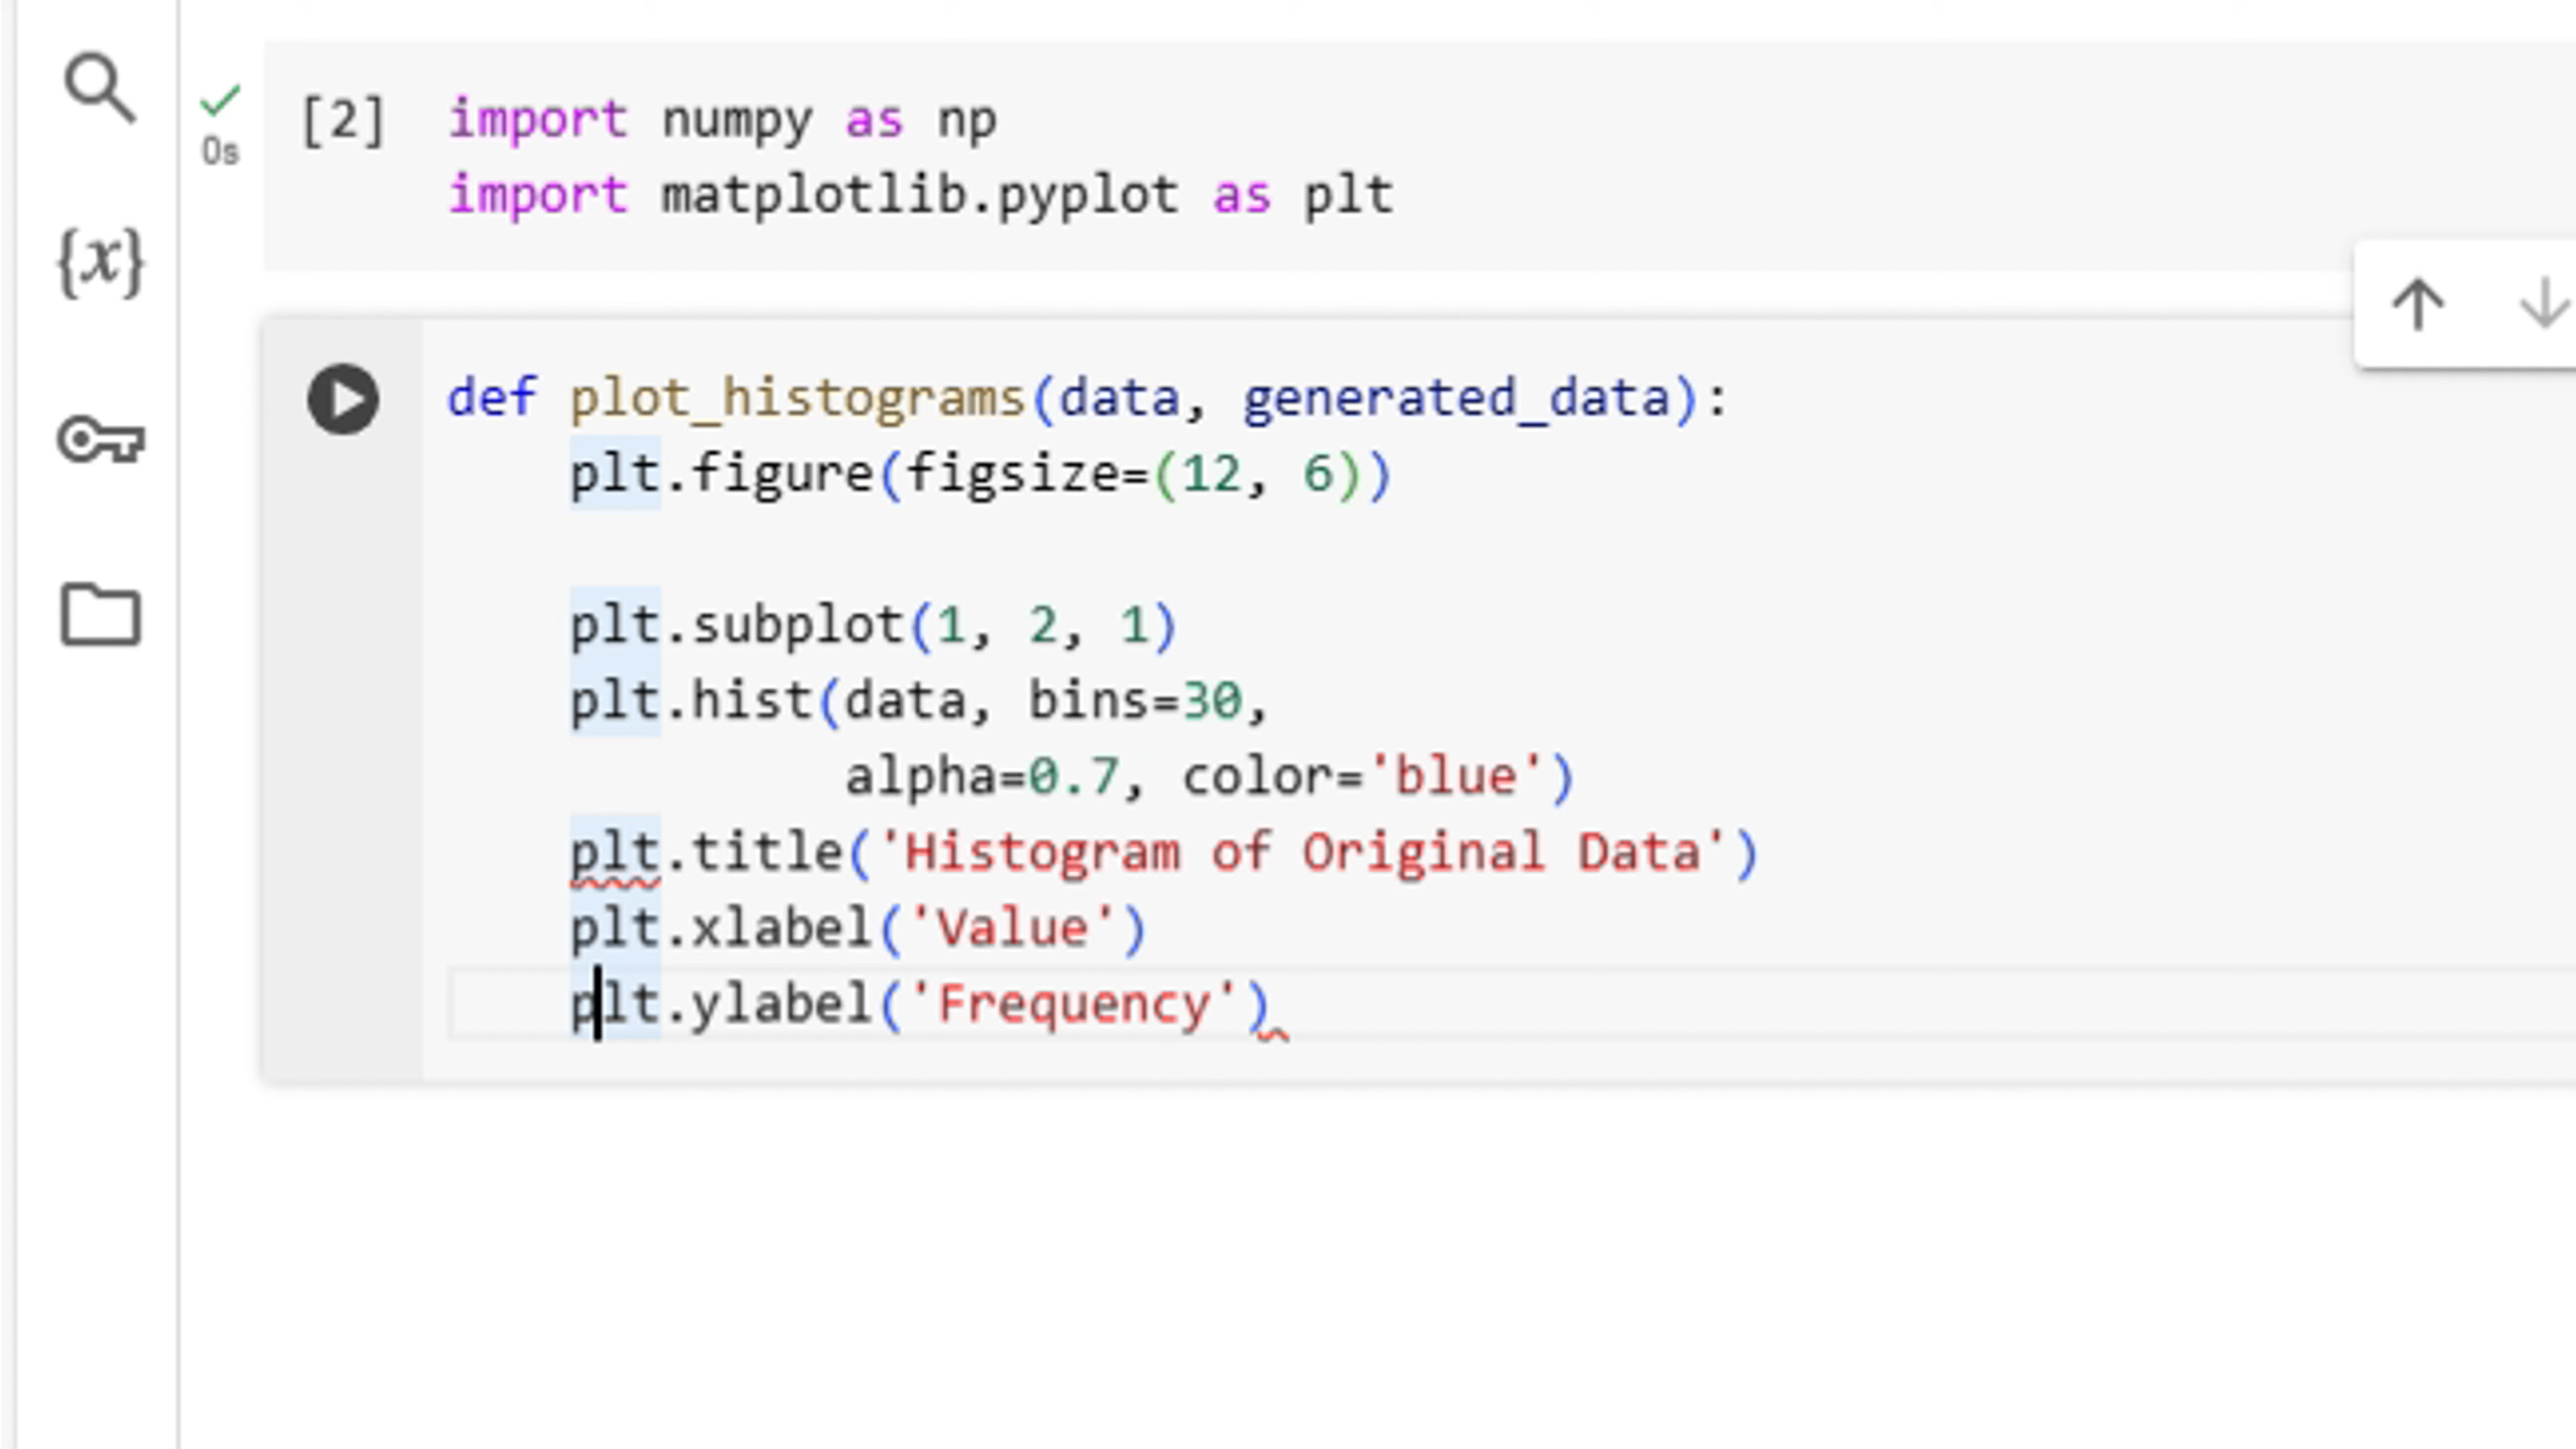 [2] import numpy as np
import matplotlib.pyplot as plt
0s
{x}
def plot_histograms(data, generated_data):
    plt.figure(figsize=(12, 6))
    plt.subplot(1, 2, 1)
    plt.hist(data, bins=30,
             alpha=0.7, color='blue')
    plt.title('Histogram of Original Data')
    plt.xlabel('Value')
    plt.ylabel('Frequency')